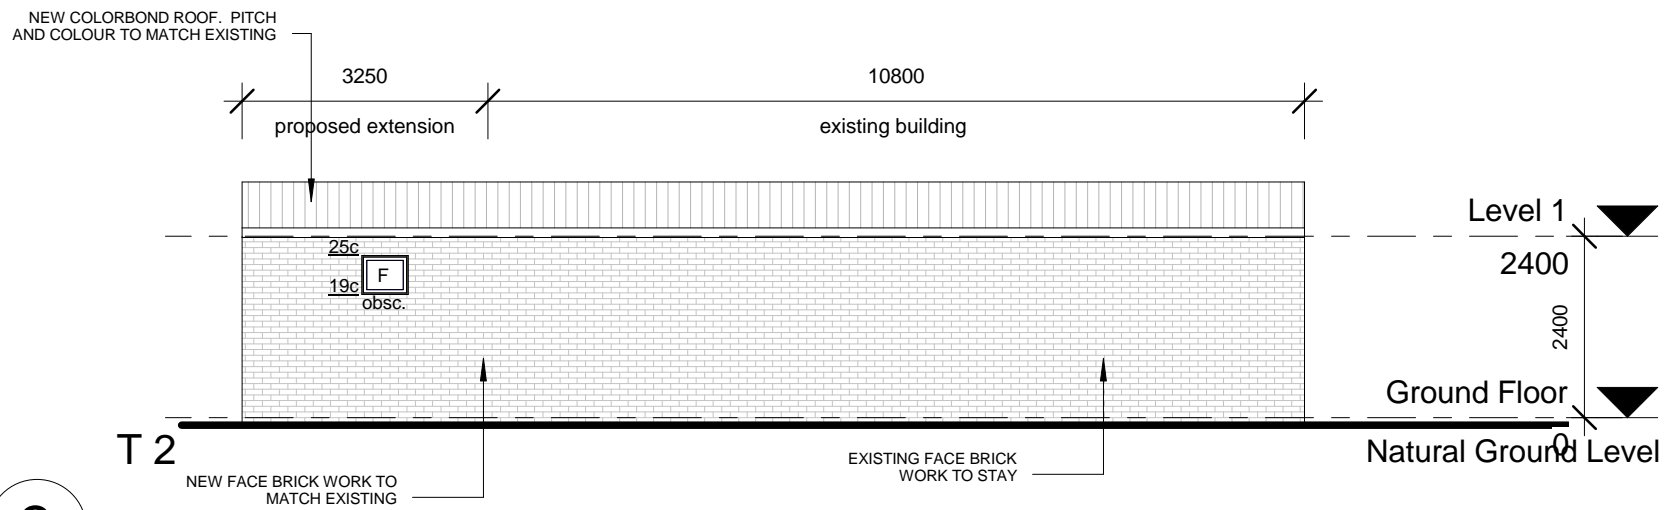 NEW COLORBOND ROOF. PITCH
AND COLOUR TO MATCH EXISTING
3250
10800
proposed extension
existing building
Level 1
25c
F
2400
19c
obsc.
2400
Ground Floor
0
T 2
Natural Ground Level
EXISTING FACE BRICK
WORK TO STAY
NEW FACE BRICK WORK TO
MATCH EXISTING